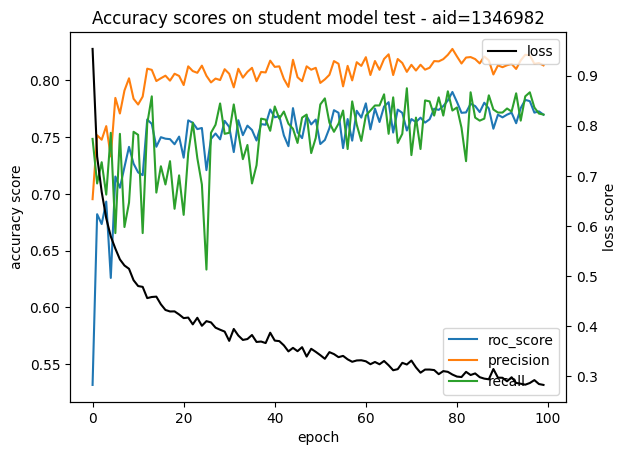 Accuracy scores on student model test - aid=1346982
loss
accuracy score
0.80
0.75
0.70
0.65
0.60
0.55
0.9
0.8
0.7
0.6
0.5
0.4
0.3
loss score
roc_score
precision
recall
0
20
40
60
80
100
epoch